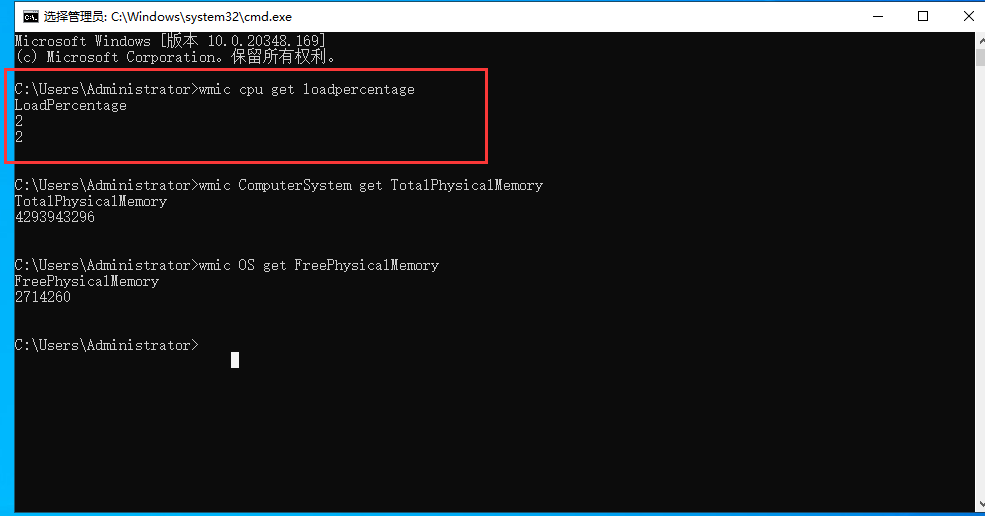 选择管理员: C:\Windows\system32\cmd.exe
Microsoft Windows [版本 10.0.20348.169]
(c) Microsoft Corporation。保留所有权利。
C:\Users\Administrator>wmic cpu get loadpercentage
LoadPercentage
2
2
C:\Users\Administrator>wmic ComputerSystem get TotalPhysicalMemory
TotalPhysicalMemory
4293943296
C:\Users\Administrator>wmic OS get FreePhysicalMemory
FreePhysicalMemory
2714260
C:\Users\Administrator>